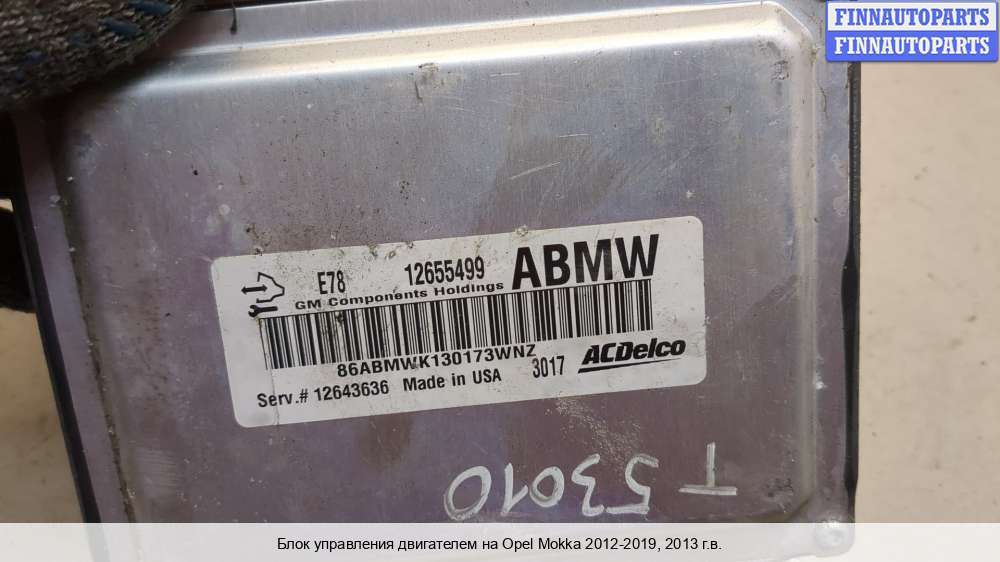 FINNAUTOPARTS
FINNAUTOPARTS
E78 12655499 ABMW
GM Components Holdings
86ABMWK130173WNZ
Serv.# 12643636 Made in USA 3017 ACDelco
T 53010
Блок управления двигателем на Opel Mokka 2012-2019, 2013 г.в.